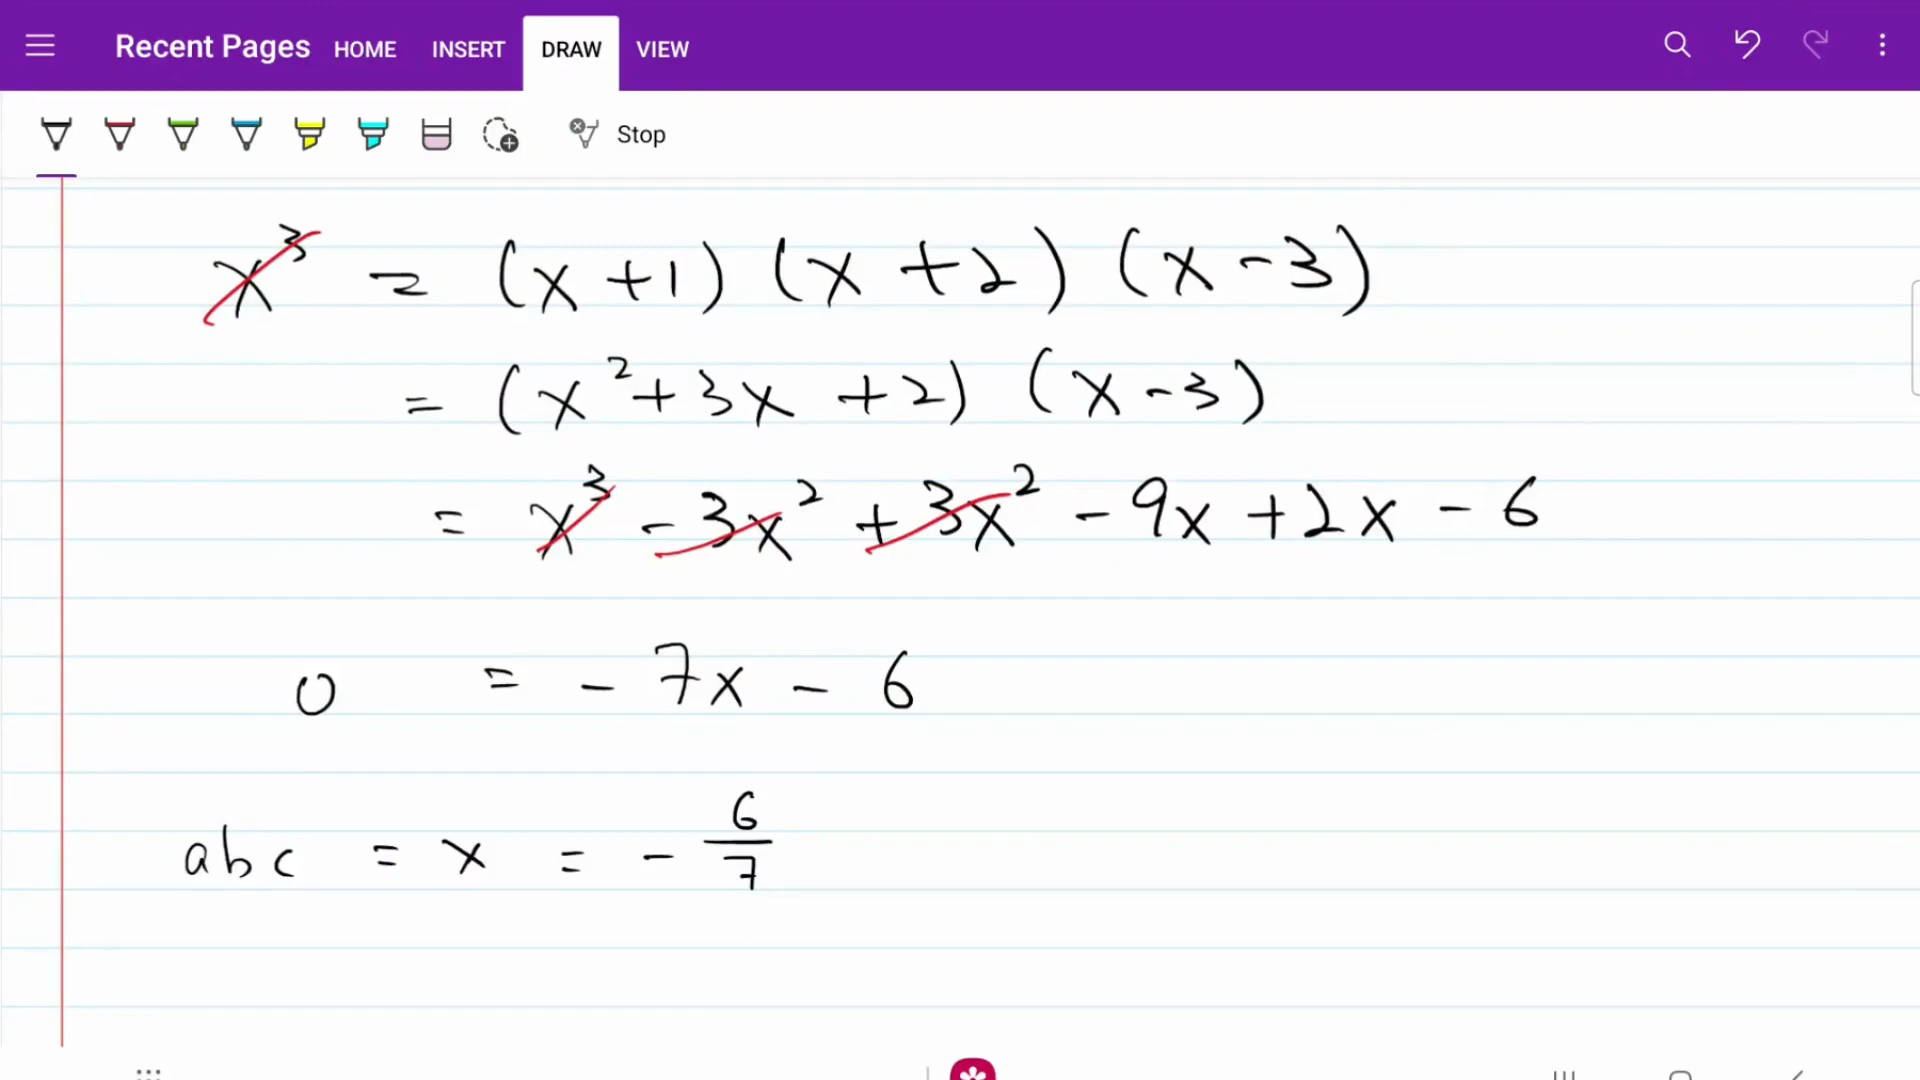 Recent Pages HOME INSERT DRAW VIEW
Stop
x³ = (x+1) (x+2) (x-3)
= (x²+3x+2) (x-3)
= x³ - 3x² + 3x² - 9x + 2x - 6
0 = - 7x - 6
abc = x = - 6/7